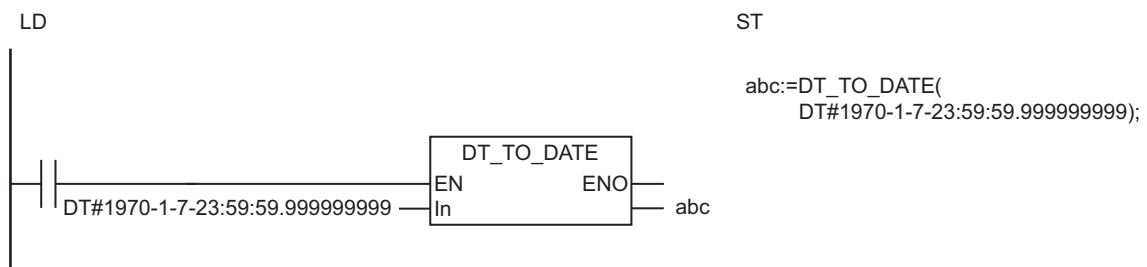 LD
ST
abc:=DT_TO_DATE(
DT#1970-1-7-23:59:59.999999999);
DT_TO_DATE
EN ENO
DT#1970-1-7-23:59:59.999999999 In abc